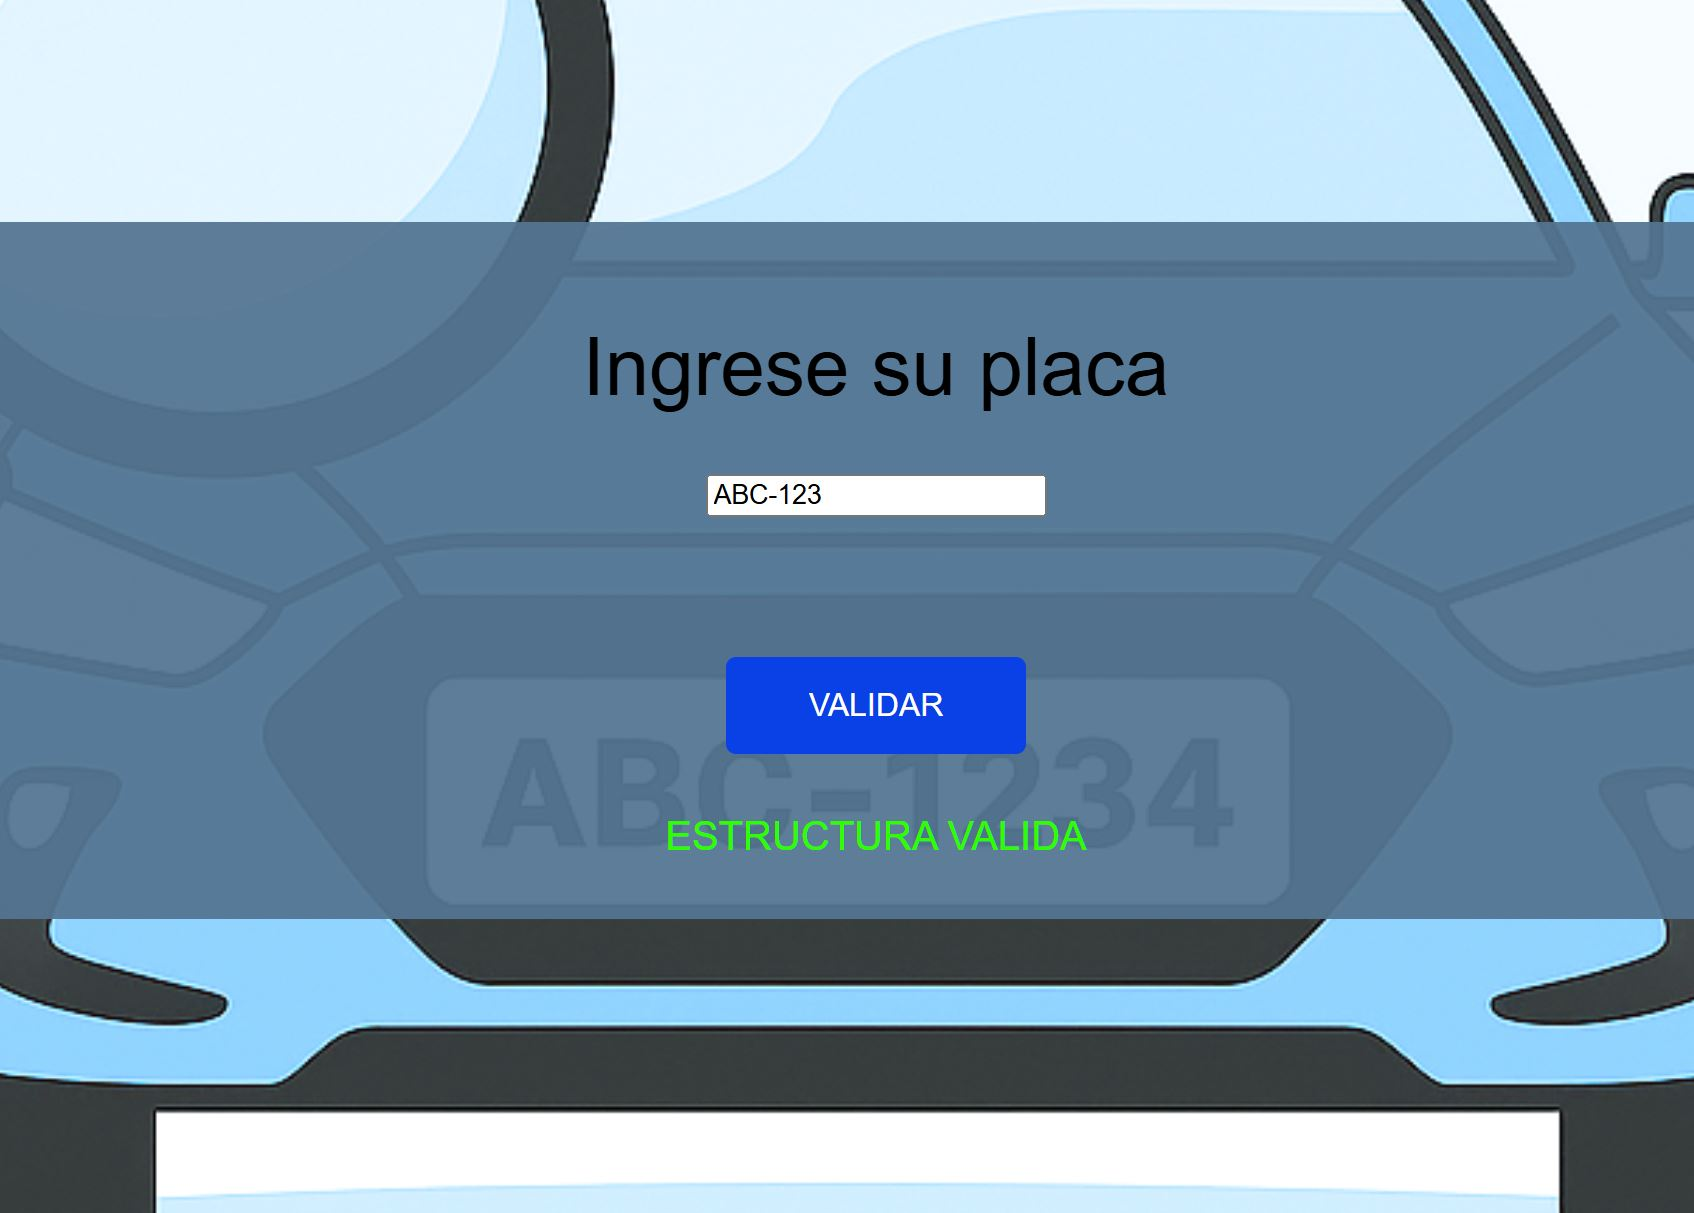 Ingrese su placa
ABC-123
VALIDAR
ABC-1234
ESTRUCTURA VALIDA